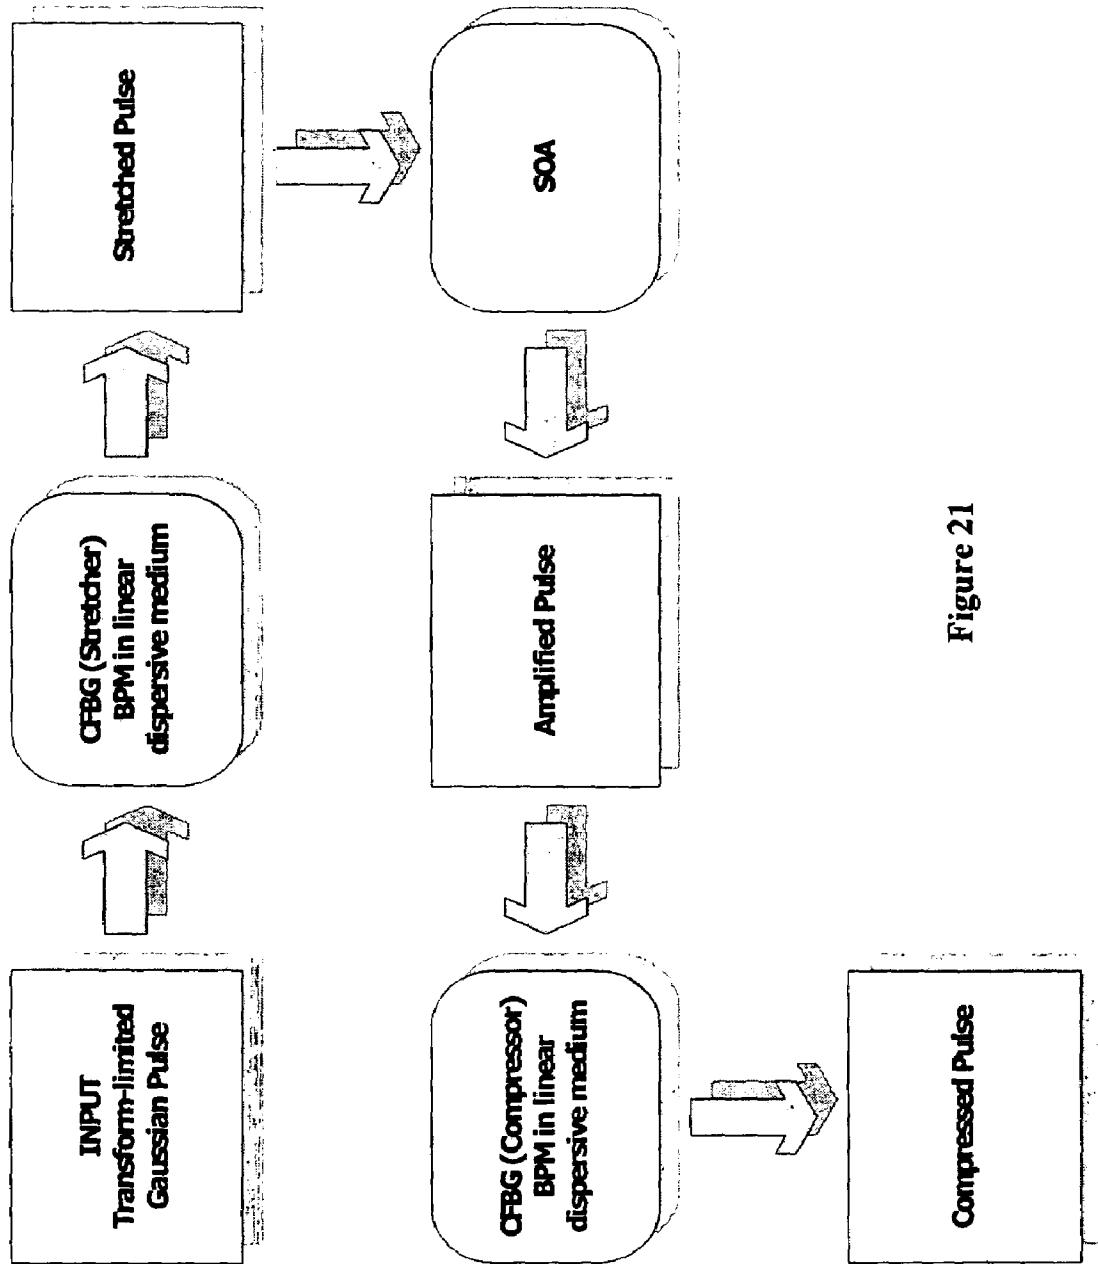 INPUT
Transform-limited
Gaussian Pulse
CFBG (Stretcher)
BPM in linear
dispersive medium
Stretched Pulse
SOA
Amplified Pulse
CFBG (Compressor)
BPM in linear
dispersive medium
Compressed Pulse
Figure 21